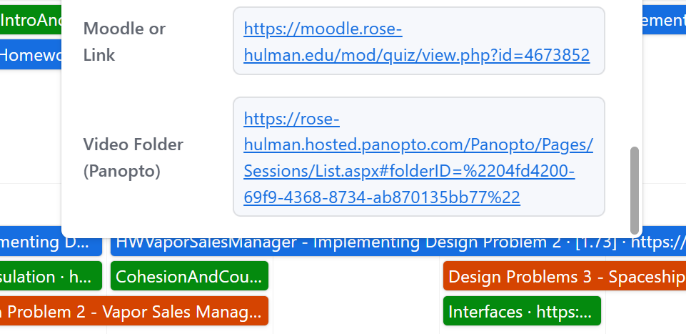 IntroAnd
Moodle or
Link
https://moodle.rose-
hulman.edu/mod/quiz/view.php?id=4673852
ementing
Homewo
Video Folder
(Panopto)
https://rose-
hulman.hosted.panopto.com/Panopto/Pages/
Sessions/List.aspx#folderID=%2204fd4200-
69f9-4368-8734-ab870135bb77%22
menting D...
HWVaporSalesManager - Implementing Design Problem 2 · [1.73] · https://
sulation · h...
CohesionAndCou...
Design Problems 3 - Spaceship
n Problem 2 - Vapor Sales Manag...
Interfaces · https:...